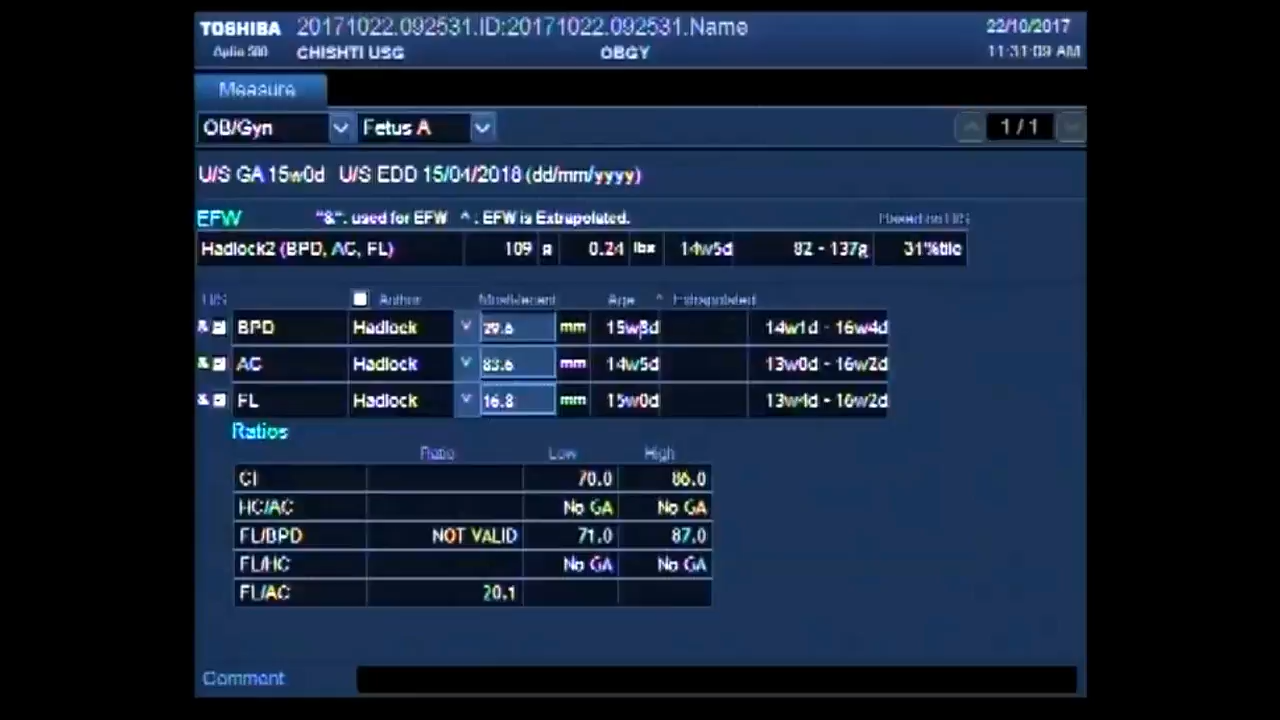 TOSHIBA 20171022.092531.ID:20171022.092531.Name 22/10/2017
Aplio 500 CHISHTI USG OBGY 11:31:09 AM
Measure
OB/Gyn Fetus A 1 / 1
U/S GA 15w0d U/S EDD 15/04/2018 (dd/mm/yyyy)
EFW "&": used for EFW ^: EFW is Extrapolated.
Hadlock2 (BPD, AC, FL) 109 g 0.24 lbs 14w5d 82 - 137g 31%tile
U/S Author Age ^ Extrapolated
& BPD Hadlock 29.6 mm 14w1d - 16w4d
& AC Hadlock 83.6 mm 14w5d 13w0d - 16w2d
& FL Hadlock 16.8 mm 15w0d 13w4d - 16w2d
Ratios
Ratio Low High
CI 70.0 86.0
HC/AC No GA No GA
FL/BPD NOT VALID 71.0 87.0
FL/HC No GA No GA
FL/AC 20.1
Comment